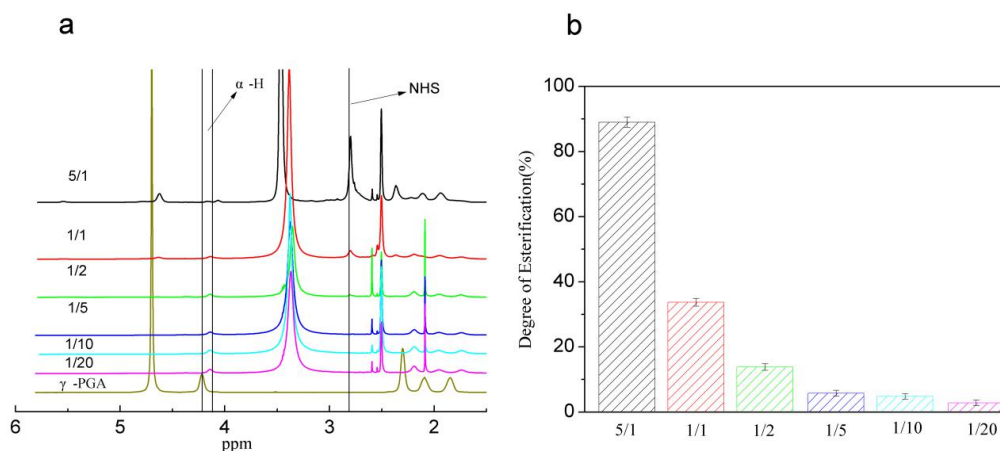 a
α -H
NHS
5/1
1/1
1/2
1/5
1/10
1/20
γ -PGA
6 5 4 3 2
ppm
b
Degree of Esterification(%)
100
80
60
40
20
0
5/1 1/1 1/2 1/5 1/10 1/20